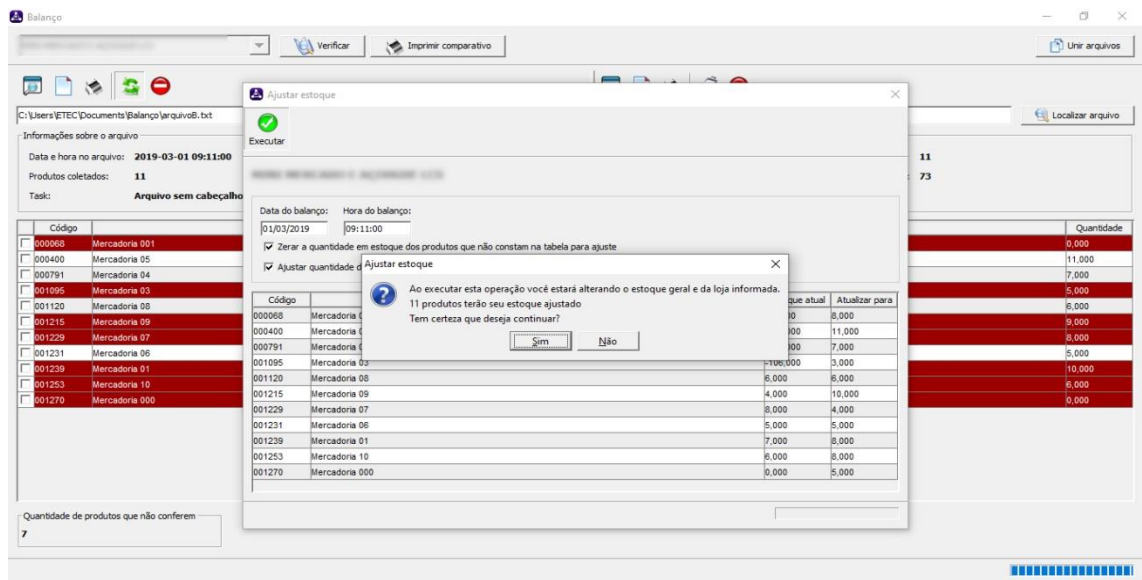 Balanço
Verificar
Imprimir comparativo
Unir arquivos
C:\Users\ETEC\Documents\Balanço\arquivoB.txt
Localizar arquivo
Informações sobre o arquivo
Data e hora no arquivo: 2019-03-01 09:11:00
11
Produtos coletados: 11
73
Task: Arquivo sem cabeçalho
Código
Quantidade
000068 Mercadoria 001 0,000
000400 Mercadoria 05 11,000
000791 Mercadoria 04 7,000
001095 Mercadoria 03 5,000
001120 Mercadoria 08 6,000
001215 Mercadoria 09 9,000
001229 Mercadoria 07 8,000
001231 Mercadoria 06 5,000
001239 Mercadoria 01 10,000
001253 Mercadoria 10 6,000
001270 Mercadoria 000 0,000
Quantidade de produtos que não conferem
7
Ajustar estoque
Executar
Data do balanço: Hora do balanço:
01/03/2019 09:11:00
Zerar a quantidade em estoque dos produtos que não constam na tabela para ajuste
Ajustar quantidade d
Código que atual Atualizar para
000068 Mercadoria 8,000
000400 Mercadoria 11,000
000791 Mercadoria 7,000
001095 Mercadoria 03 -106,000 3,000
001120 Mercadoria 08 6,000 6,000
001215 Mercadoria 09 4,000 10,000
001229 Mercadoria 07 8,000 4,000
001231 Mercadoria 06 5,000 5,000
001239 Mercadoria 01 7,000 8,000
001253 Mercadoria 10 6,000 8,000
001270 Mercadoria 000 0,000 5,000
Ajustar estoque
Ao executar esta operação você estará alterando o estoque geral e da loja informada.
11 produtos terão seu estoque ajustado
Tem certeza que deseja continuar?
Sim Não